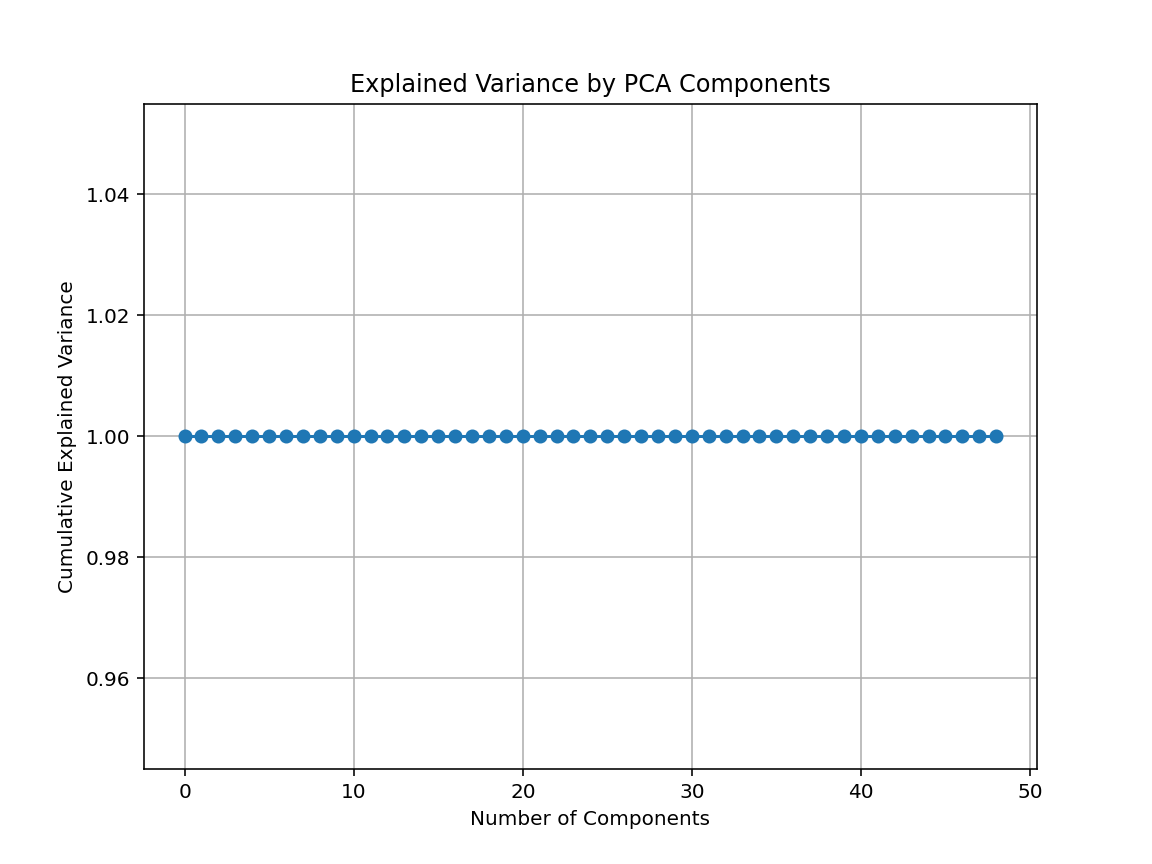 Explained Variance by PCA Components
1.04
1.02
1.00
0.98
0.96
Cumulative Explained Variance
0 10 20 30 40 50
Number of Components